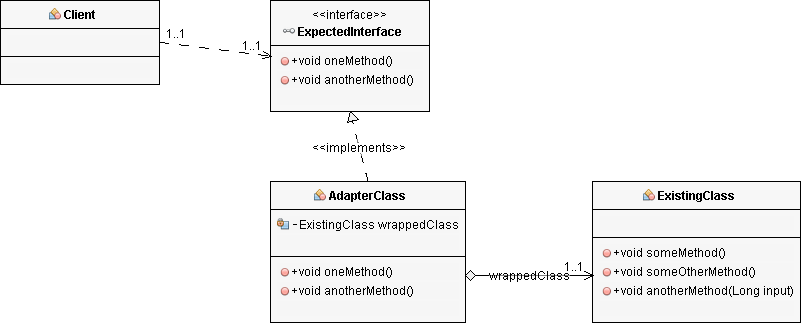 Client
1..1
1..1
<<interface>>
ExpectedInterface
+void oneMethod()
+void anotherMethod()
<<implements>>
AdapterClass
-ExistingClass wrappedClass
+void oneMethod()
+void anotherMethod()
wrappedClass
1..1
ExistingClass
+void someMethod()
+void someOtherMethod()
+void anotherMethod(Long input)